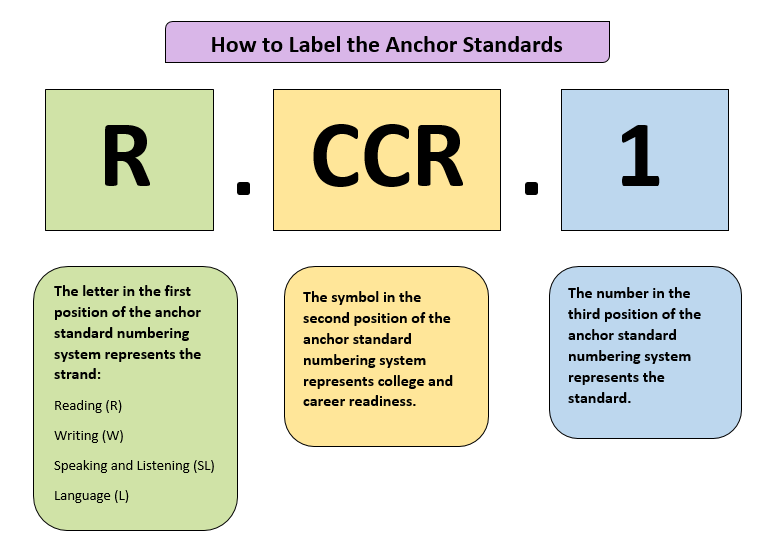 How to Label the Anchor Standards
R . CCR . 1
The letter in the first
position of the anchor
standard numbering
system represents the
strand:
Reading (R)
Writing (W)
Speaking and Listening (SL)
Language (L)
The symbol in the
second position of the
anchor standard
numbering system
represents college and
career readiness.
The number in the
third position of the
anchor standard
numbering system
represents the
standard.